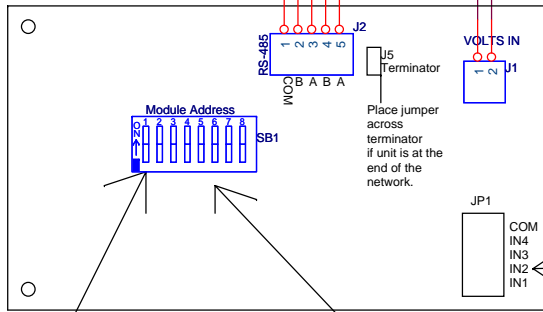 J2
RS-485
1 2 3 4 5
COM B A B A
J5
Terminator
Place jumper
across
terminator
if unit is at the
end of the
network.
VOLTS IN
1 2
J1
Module Address
ON
1 2 3 4 5 6 7 8
SB1
JP1
COM
IN4
IN3
IN2
IN1